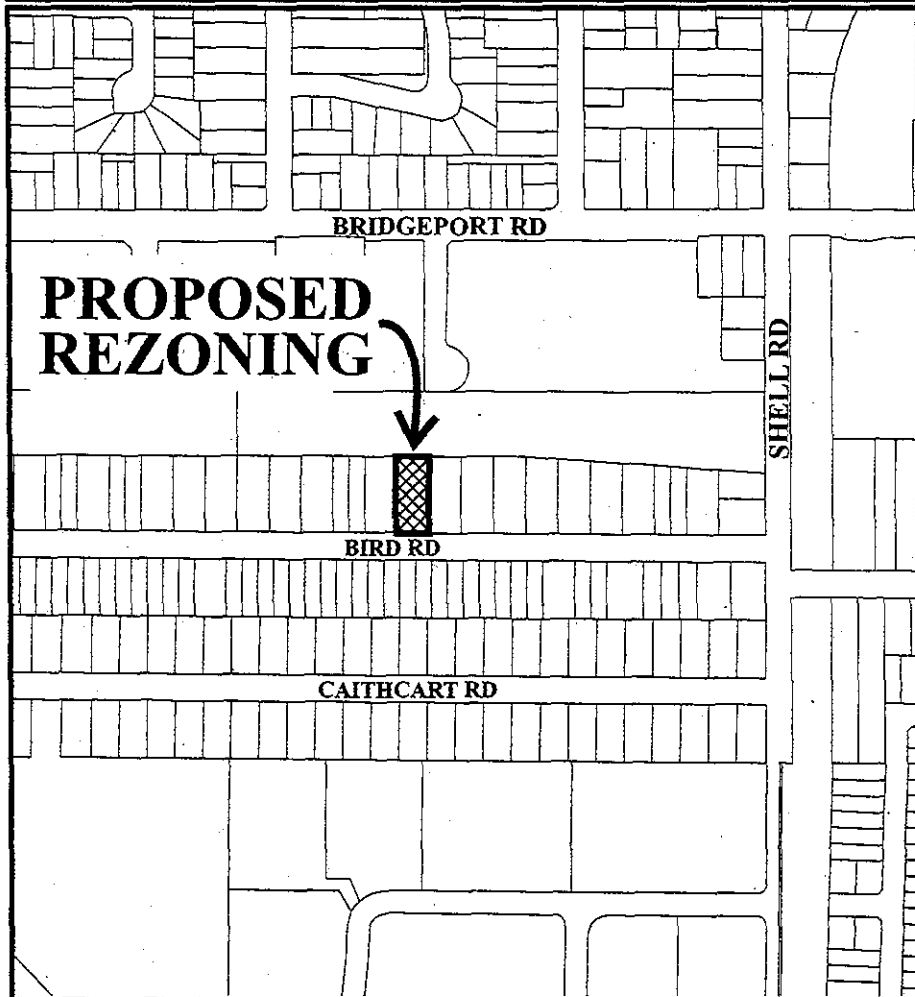 BRIDGEPORT RD
PROPOSED
REZONING
SHELL RD
BIRD RD
CAITHCART RD